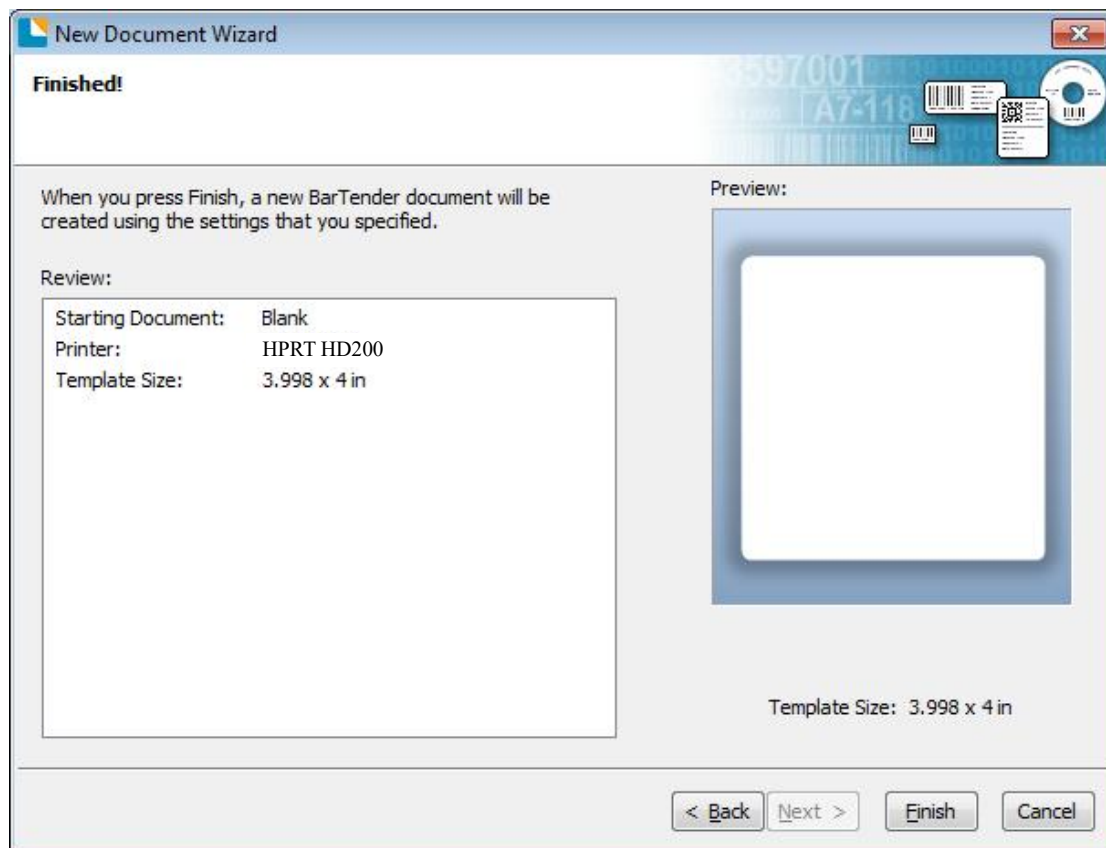 New Document Wizard
Finished!
3597001
A7-118
When you press Finish, a new BarTender document will be
created using the settings that you specified.
Preview:
Review:
Starting Document: Blank
Printer: HPRT HD200
Template Size: 3.998 x 4 in
Template Size: 3.998 x 4 in
< Back
Next >
Finish
Cancel